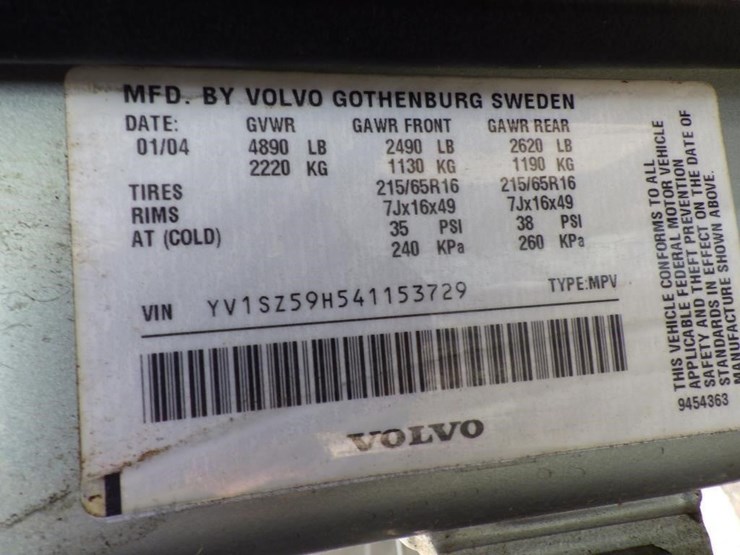 MFD. BY VOLVO GOTHENBURG SWEDEN
DATE: GVWR GAWR FRONT GAWR REAR
01/04 4890 LB 2490 LB 2620 LB
2220 KG 1130 KG 1190 KG
TIRES 215/65R16 215/65R16
RIMS 7Jx16x49 7Jx16x49
AT (COLD) 35 PSI 38 PSI
240 KPa 260 KPa
VIN YV1SZ59H541153729 TYPE:MPV
VOLVO
THIS VEHICLE CONFORMS TO ALL
APPLICABLE FEDERAL MOTOR VEHICLE
SAFETY AND THEFT PREVENTION
STANDARDS IN EFFECT ON THE DATE OF
MANUFACTURE SHOWN ABOVE.
9454363